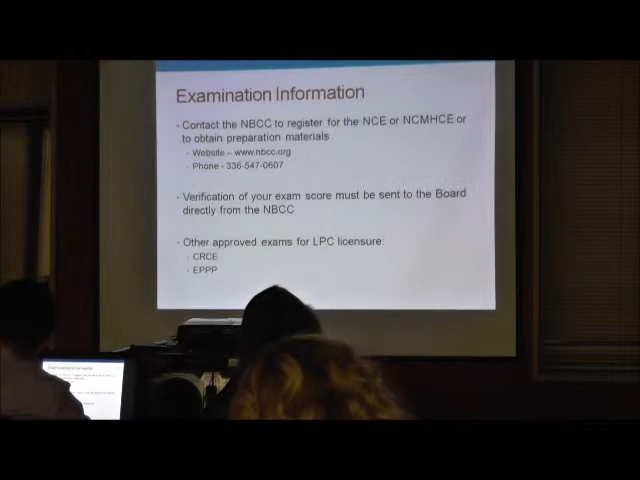 Examination Information
• Contact the NBCC to register for the NCE or NCMHCE or
to obtain preparation materials
• Website – www.nbcc.org
• Phone - 336-547-0607
• Verification of your exam score must be sent to the Board
directly from the NBCC
• Other approved exams for LPC licensure:
• CRCE
• EPPP